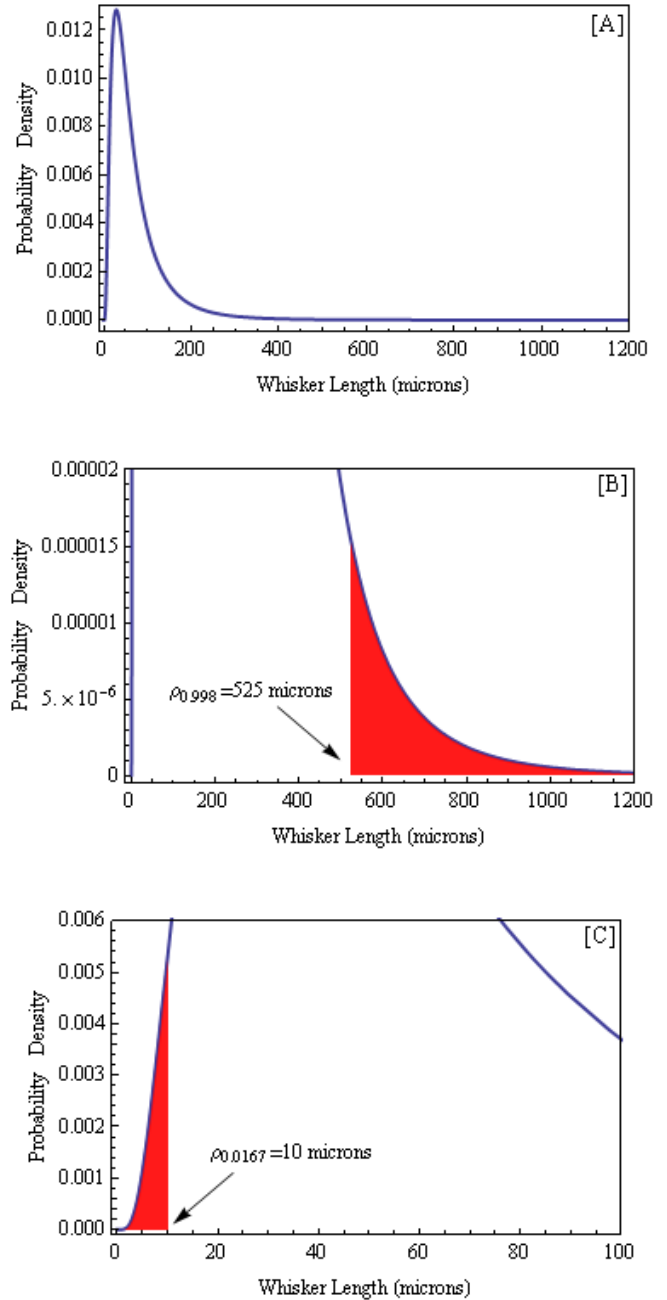 [A]
Probability Density
0.012
0.010
0.008
0.006
0.004
0.002
0.000
0 200 400 600 800 1000 1200
Whisker Length (microns)
[B]
Probability Density
0.00002
0.000015
0.00001
5. × 10⁻⁶
0
ρ0.998=525 microns
0 200 400 600 800 1000 1200
Whisker Length (microns)
[C]
Probability Density
0.006
0.005
0.004
0.003
0.002
0.001
0.000
ρ0.0167=10 microns
0 20 40 60 80 100
Whisker Length (microns)